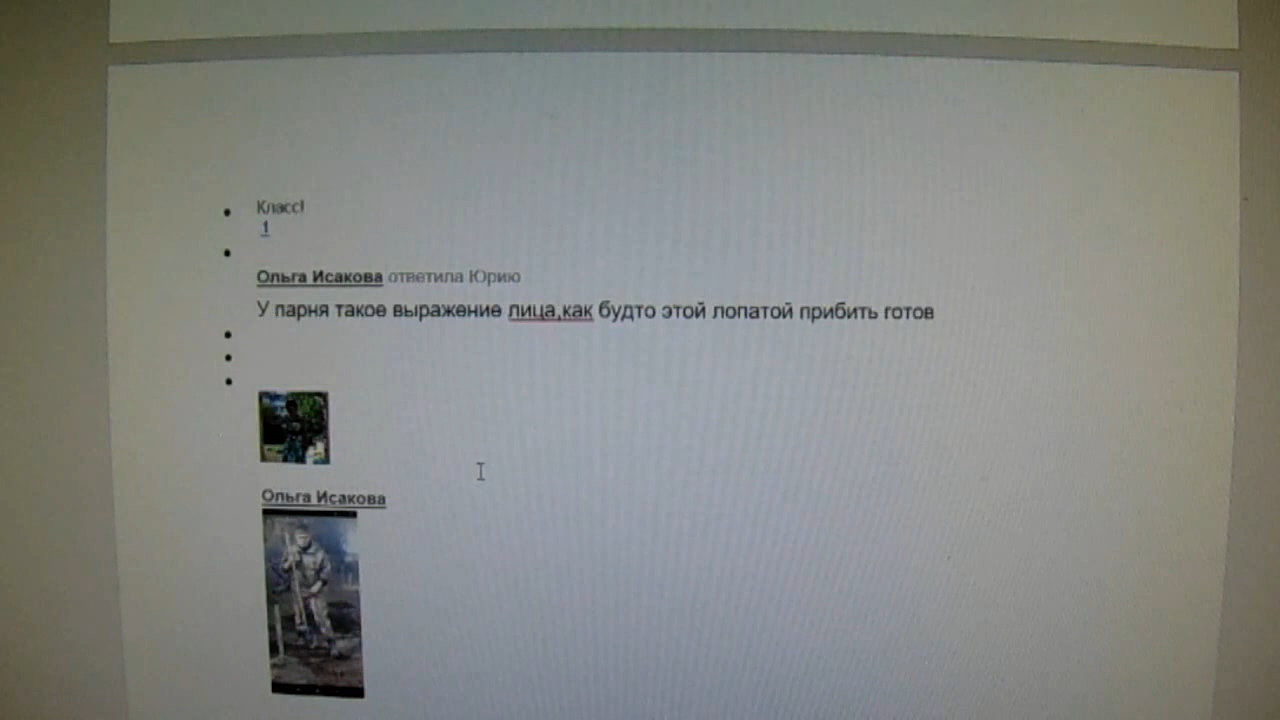 Класс!
1
Ольга Исакова ответила Юрию
У парня такое выражение лица,как будто этой лопатой прибить готов
Ольга Исакова